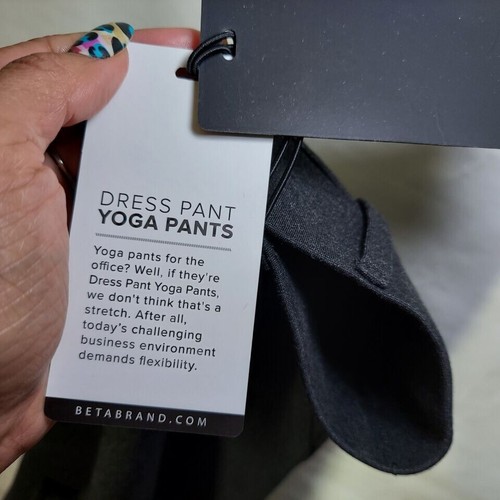 DRESS PANT
YOGA PANTS
Yoga pants for the
office? Well, if they're
Dress Pant Yoga Pants,
we don't think that's a
stretch. After all,
today's challenging
business environment
demands flexibility.
BETABRAND.COM